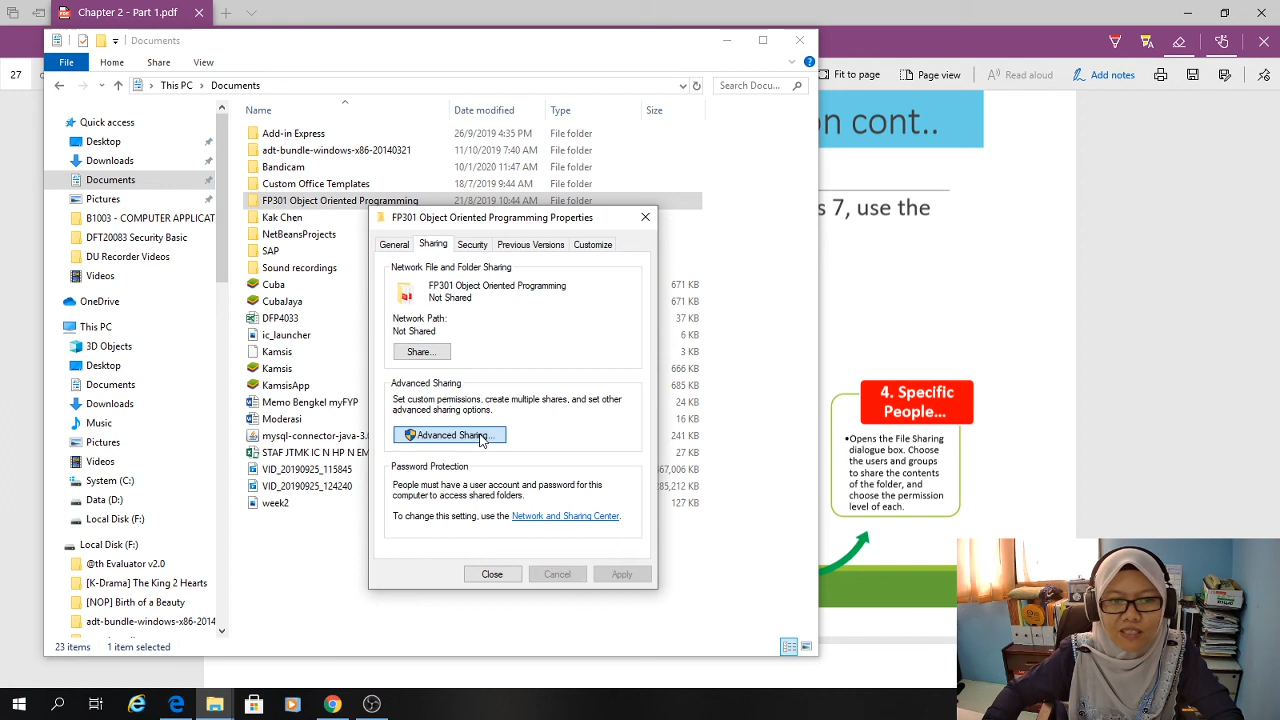 Chapter 2 - Part 1.pdf
Documents
File
Home
Share
View
27
This PC
Documents
Search Docu...
Fit to page
Page view
Read aloud
Add notes
Name
Date modified
Type
Size
Quick access
Desktop
Downloads
Documents
Pictures
B1003 - COMPUTER APPLICAT
DFT20083 Security Basic
DU Recorder Videos
Videos
OneDrive
This PC
3D Objects
Desktop
Documents
Downloads
Music
Pictures
Videos
System (C:)
Data (D:)
Local Disk (F:)
Local Disk (F:)
@th Evaluator v2.0
[K-Drama] The King 2 Hearts
[NOP] Birth of a Beauty
adt-bundle-windows-x86-2014
Add-in Express 26/9/2019 4:35 PM File folder
adt-bundle-windows-x86-20140321 11/10/2019 7:40 AM File folder
Bandicam 10/1/2020 11:47 AM File folder
Custom Office Templates 18/7/2019 9:44 AM File folder
FP301 Object Oriented Programming 21/8/2019 10:44 AM File folder
Kak Chen
NetBeansProjects
SAP
Sound recordings
Cuba 671 KB
CubaJaya 671 KB
DFP4033 37 KB
ic_launcher 6 KB
Kamsis 3 KB
Kamsis 666 KB
KamsisApp 685 KB
Memo Bengkel myFYP 24 KB
Moderasi 16 KB
mysql-connector-java-3. 241 KB
STAF JTMK IC N HP N EM 27 KB
VID_20190925_115845
VID_20190925_124240
week2 127 KB
23 items 1 item selected
FP301 Object Oriented Programming Properties
General
Sharing
Security
Previous Versions
Customize
Network File and Folder Sharing
FP301 Object Oriented Programming
Not Shared
Network Path:
Not Shared
Share...
Advanced Sharing
Set custom permissions, create multiple shares, and set other
advanced sharing options.
Advanced Sharing...
Password Protection
People must have a user account and password for this
computer to access shared folders.
To change this setting, use the Network and Sharing Center.
Close
Cancel
Apply
on cont..
s 7, use the
4. Specific
People...
•Opens the File Sharing
dialogue box. Choose
the users and groups
to share the contents
of the folder, and
choose the permission
level of each.